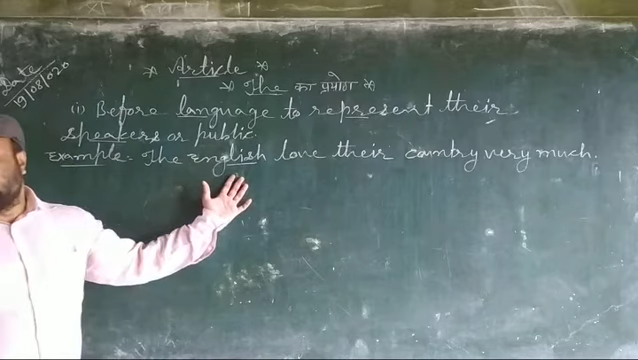 Date
19/08/020
* Article *
* The का प्रयोग *
(i) Before language to represent their
speakers or public.
Example:- The English love their country very much.